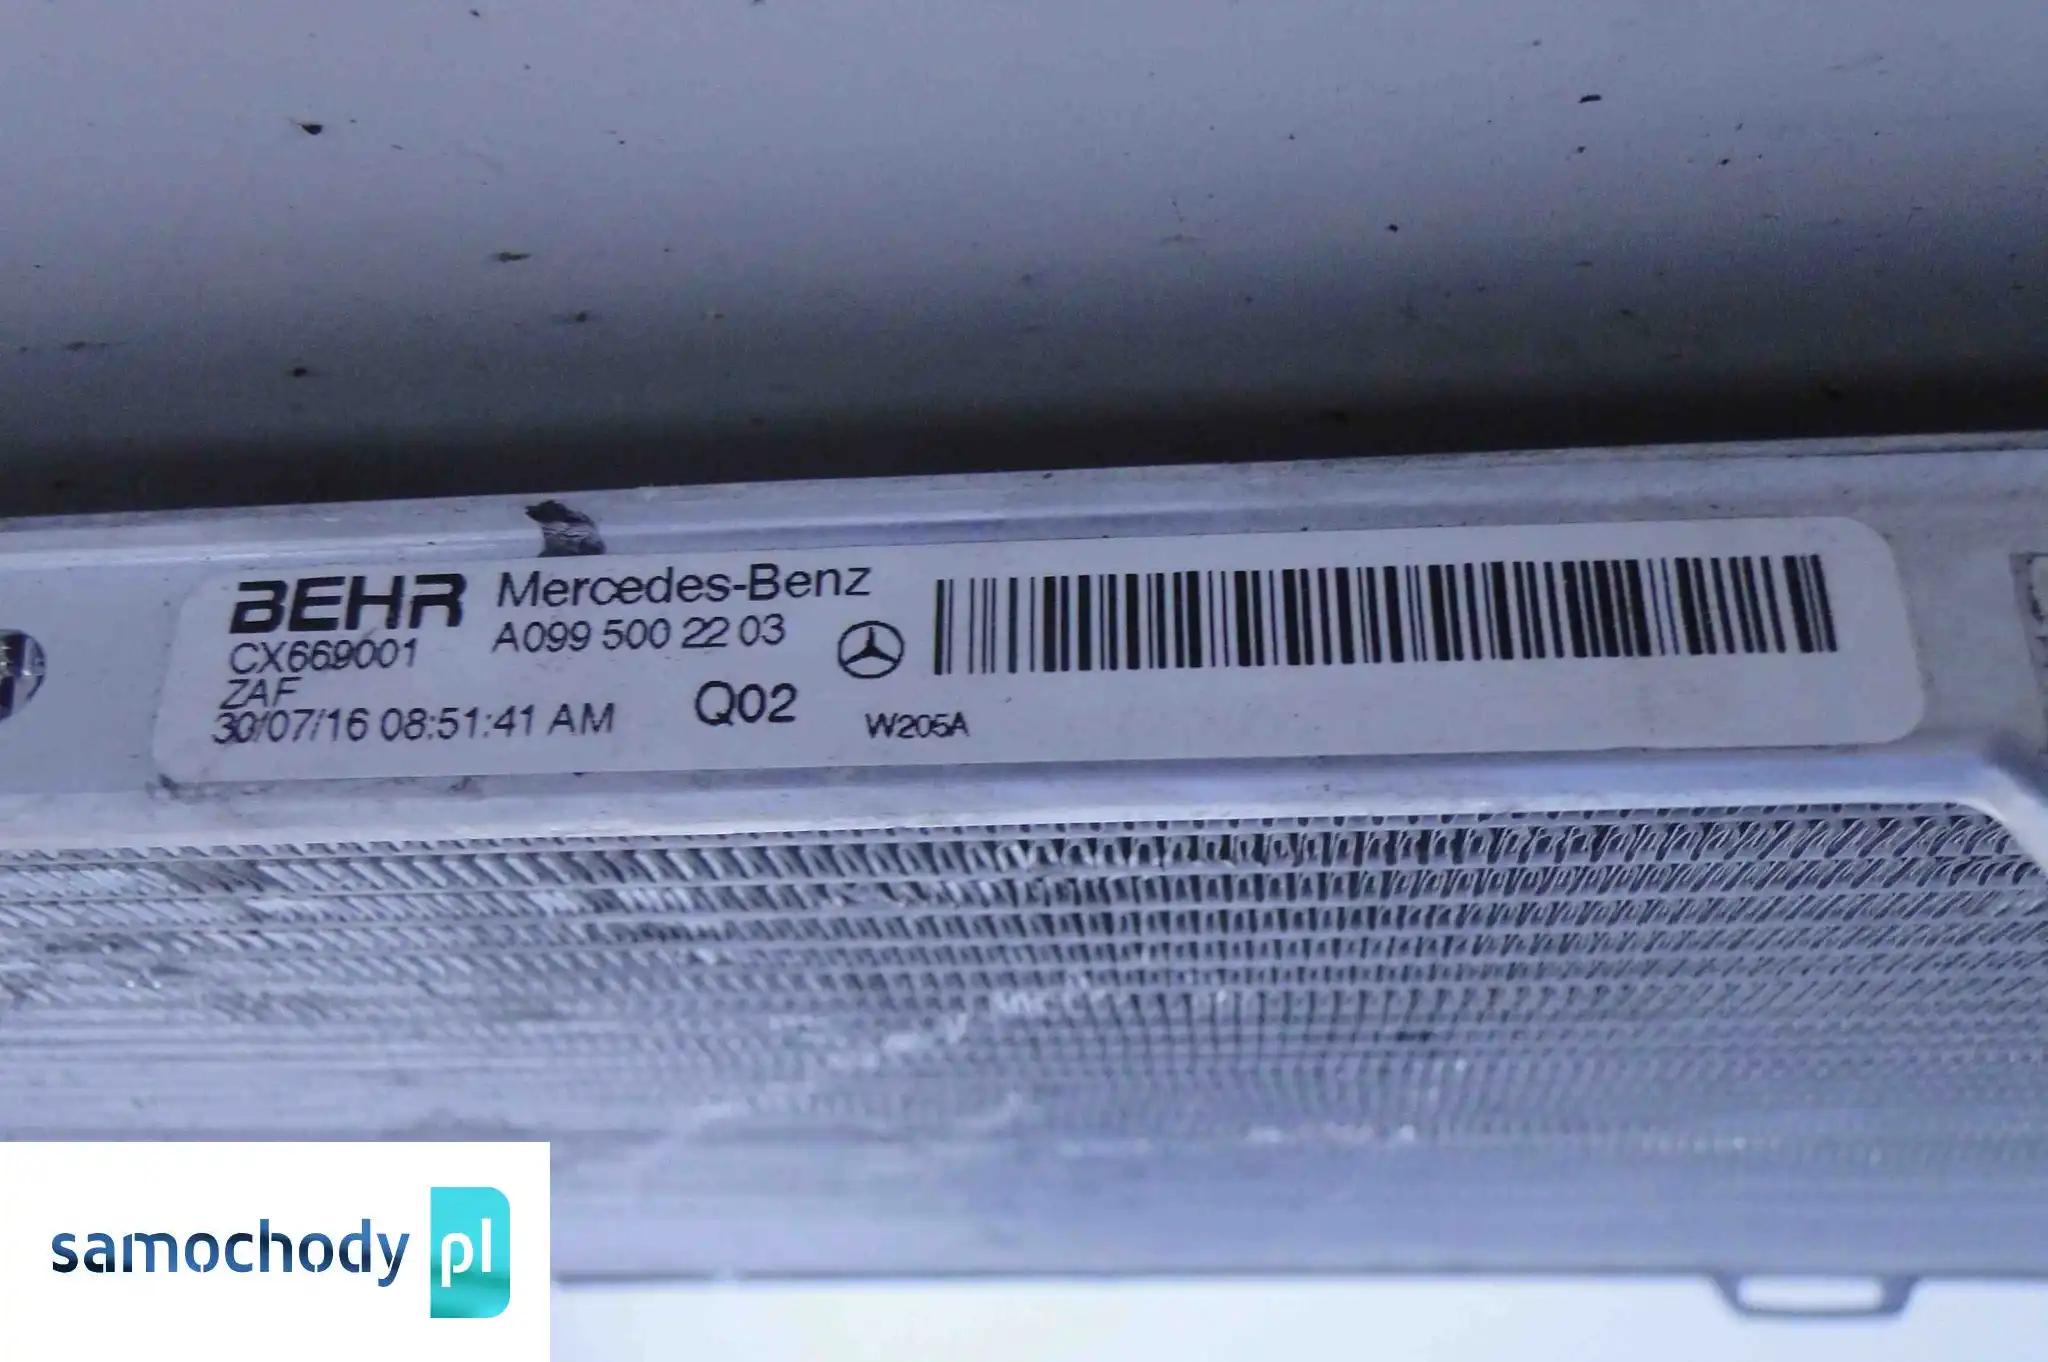 BEHR Mercedes-Benz
CX669001 A099 500 22 03
ZAF
30/07/16 08:51:41 AM Q02 W205A
samochody pl